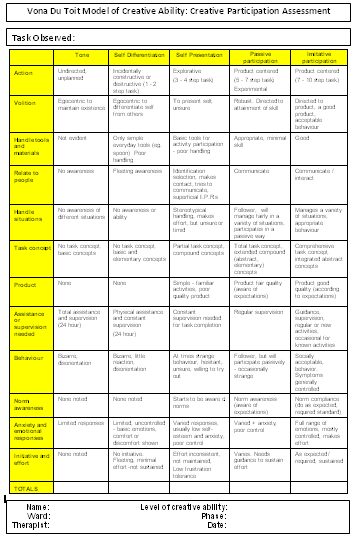 Vona Du Toit Model of Creative Ability: Creative Participation Assessment
Task Observed:
Tone
Self Differentiation
Self Presentation
Passive
participation
Imitative
participation
Action
Undirected,
unplanned
Incidentally
constructive or
destructive (1 - 2
step task)
Explorative
(3 - 4 step task)
Product centered
(5 - 7 step task)
Experimental
Product centered
(7 - 10 step task)
Volition
Egocentric to
maintain existence
Egocentric to
differentiate self
from others
To present self,
unsure
Robust. Directed to
attainment of skill
Directed to
product, a good
product,
acceptable
behaviour
Handle tools
and
materials
Not evident
Only simple
everyday tools (eg.
spoon) Poor
handling
Basic tools for
activity participation
- poor handling
Appropriate, minimal
skill
Good
Relate to
people
No awareness
Fleeting awareness
Identification
selection, makes
contact, tries to
communicate,
superficial I.P.R's
Communicate
Communicate /
interact
Handle
situations
No awareness of
different situations
No awareness or
ability
Stereotypical
handling, makes
effort, but unsure or
timid
Follower, will
manage fairly in a
variety of situations,
participates in a
passive way
Manages a variety
of situations,
appropriate
behaviour
Task concept
No task concept,
basic concepts
No task concept,
basic and
elementary concepts
Partial task concept,
compound concepts
Total task concept,
extended compound
(abstract,
elementary)
concepts
Comprehensive
task concept,
integrated abstract
concepts
Product
None
None
Simple - familiar
activities, poor
quality product
Product fair quality
(aware of
expectations)
Product good
quality (according
to expectations)
Assistance
or
supervision
needed
Total assistance
and supervision
(24 hour)
Physical assistance
and constant
supervision
(24 hour)
Constant
supervision needed
for task completion
Regular supervision
Guidance,
supervision,
regular or new
activities,
occasional for
known activities
Behaviour
Bizarre,
disorientation
Bizarre, little
reaction,
disorientation
At times strange
behaviour, hesitant,
unsure, willing to try
out
Follower, but will
participate passively
- occasionally
strange
Socially
acceptable,
behavior.
Symptoms
generally
controlled
Norm
awareness
None noted
None noted
Starts to be aware of
norms
Norm awareness
(aware of
expectations)
Norm compliance
(do as expected,
required standard)
Anxiety and
emotional
responses
Limited responses
Limited, uncontrolled
- basic emotions,
comfort or
discomfort shown
Varied responses,
usually low self-
esteem and anxiety,
poor control
Varied + anxiety,
poor control
Full range of
emotions, mostly
controlled, makes
effort
Initiative and
effort
None noted
No initiative,
Fleeting, minimal
effort - not sustained
Effort inconsistent,
not maintained,
Low frustration
tolerance
Varies. Needs
guidance to sustain
effort
As expected /
required, sustained
TOTALS
Name:
Level of creative ability:
Ward:
Phase:
Therapist:
Date: